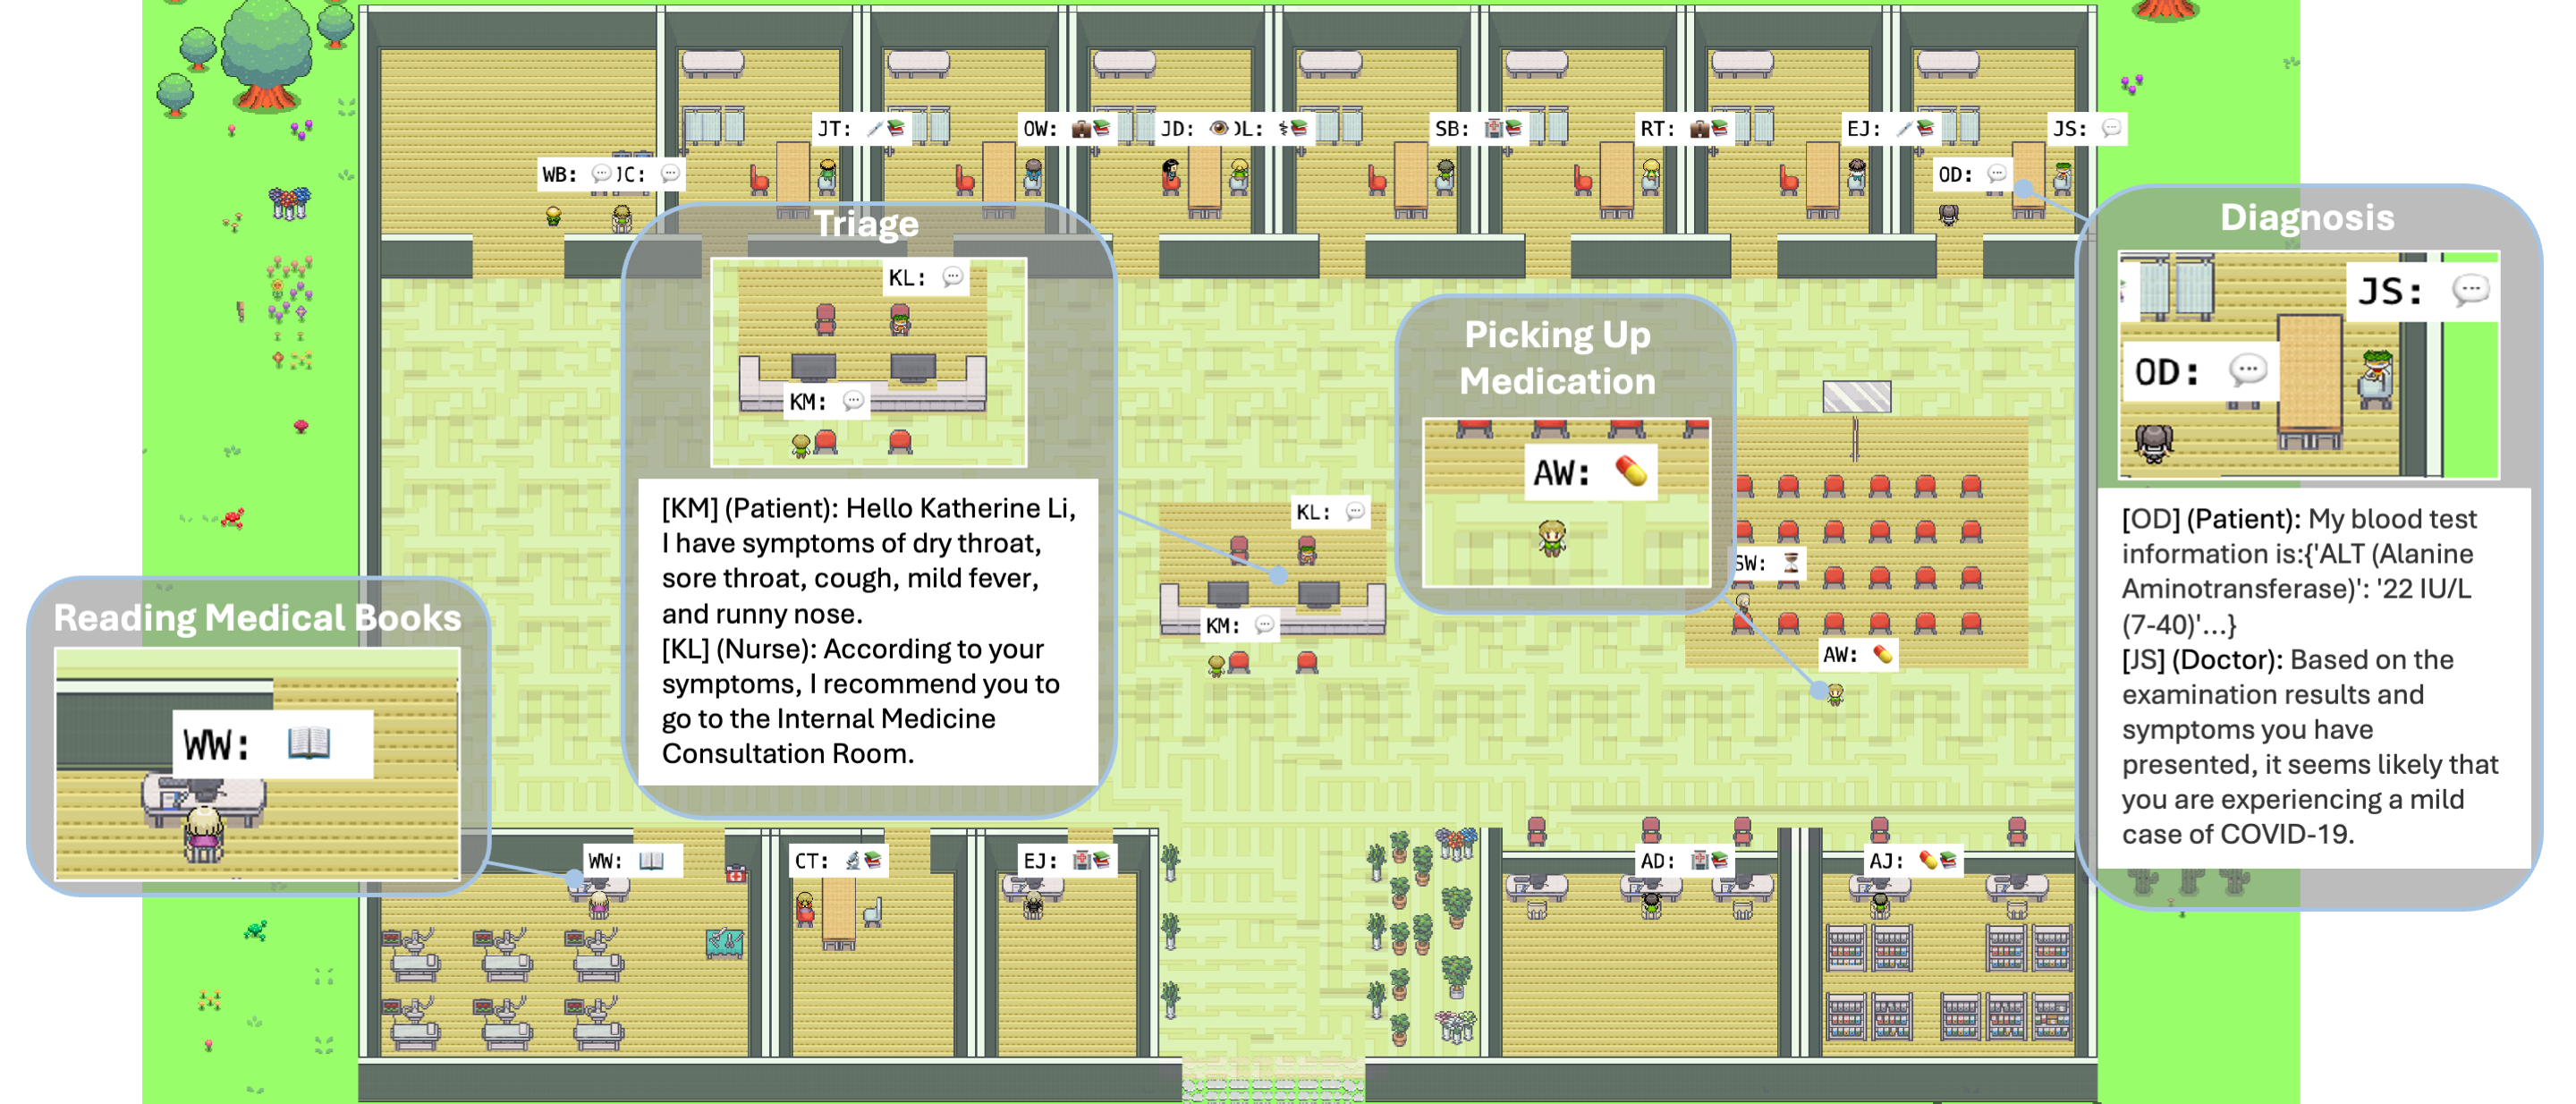 JT:
OW:
JD:
DL:
SB:
RT:
EJ:
JS:
WB:
JC:
OD:
Triage
KL:
KM:
[KM] (Patient): Hello Katherine Li,
I have symptoms of dry throat,
sore throat, cough, mild fever,
and runny nose.
[KL] (Nurse): According to your
symptoms, I recommend you to
go to the Internal Medicine
Consultation Room.
Picking Up
Medication
AW:
Diagnosis
JS:
OD:
[OD] (Patient): My blood test
information is:{'ALT (Alanine
Aminotransferase)': '22 IU/L
(7-40)'...}
[JS] (Doctor): Based on the
examination results and
symptoms you have
presented, it seems likely that
you are experiencing a mild
case of COVID-19.
KL:
KM:
SW:
AW:
Reading Medical Books
WW:
WW:
CT:
EJ:
AD:
AJ: